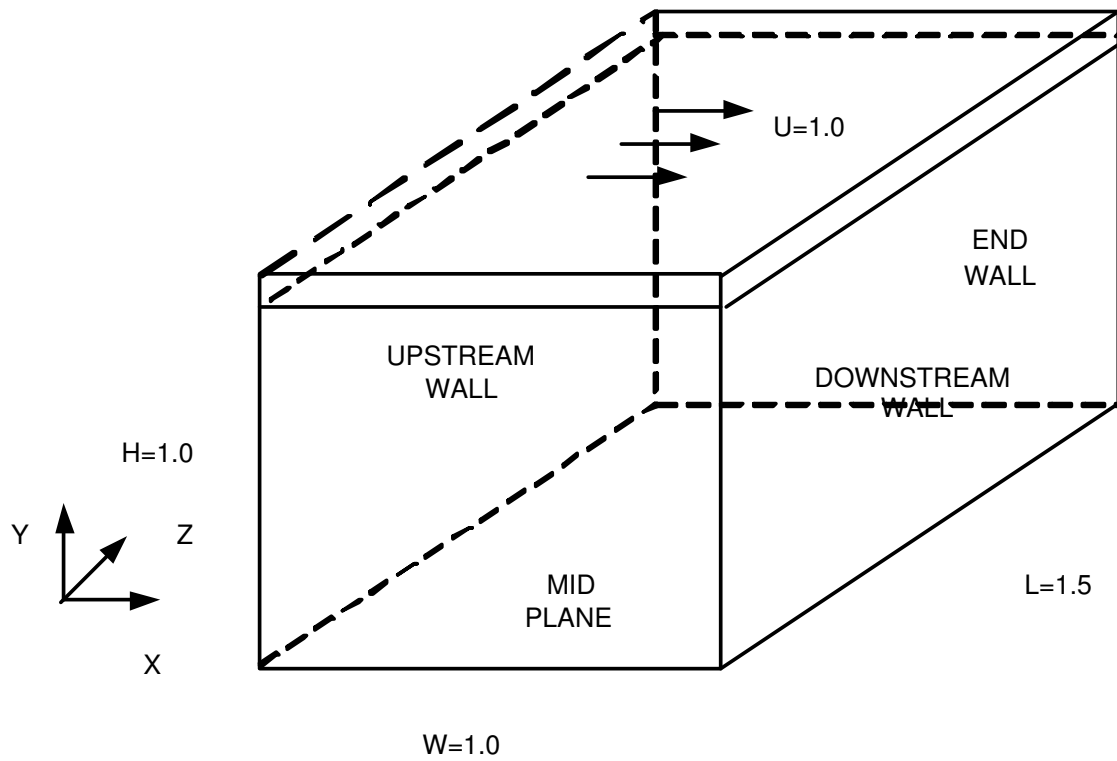 U=1.0
END
WALL
UPSTREAM
WALL
DOWNSTREAM
WALL
H=1.0
Y
Z
MID
PLANE
L=1.5
X
W=1.0